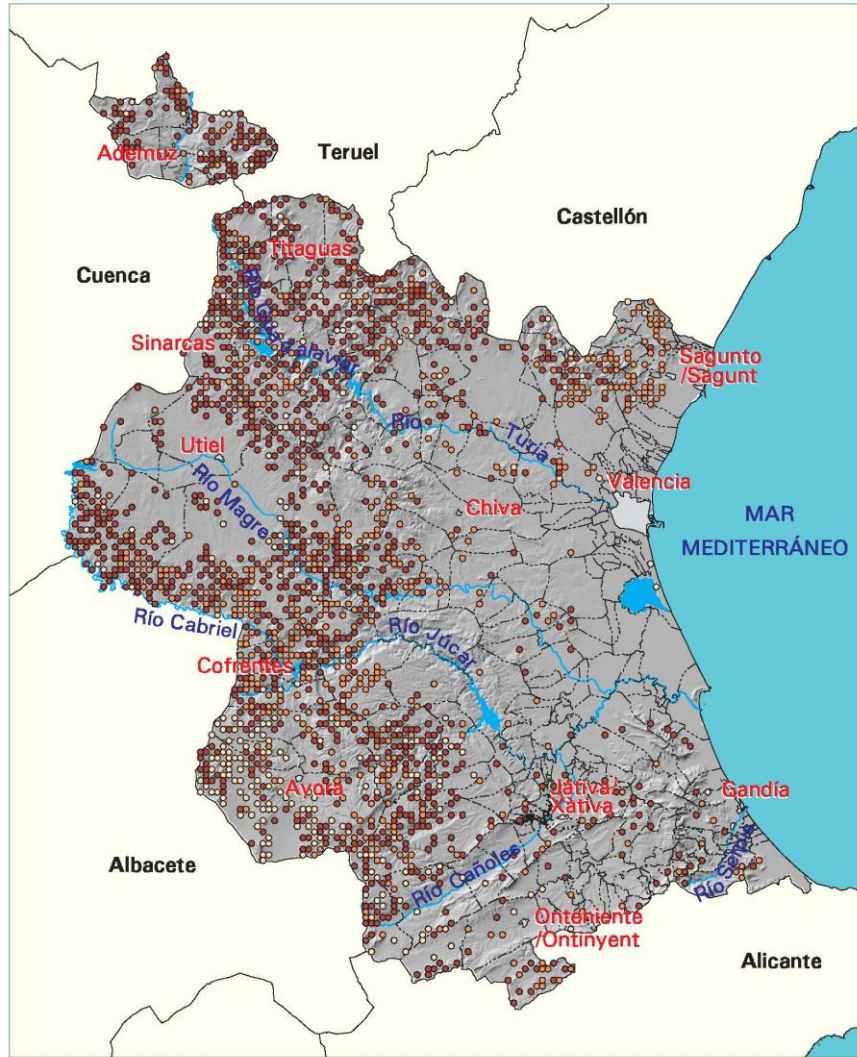 Ademuz
Teruel
Castellón
Titaguas
Cuenca
Río Guadalaviar
Sinarcas
Sagunto
/Sagunt
Río
Turia
Utiel
Valencia
Río Magre
Chiva
MAR
MEDITERRÁNEO
Río Cabriel
Río Júcar
Cofrentes
Ayora
Játiva/
Xàtiva
Gandía
Albacete
Río Cañoles
Río Serpis
Onteniente
/Ontinyent
Alicante